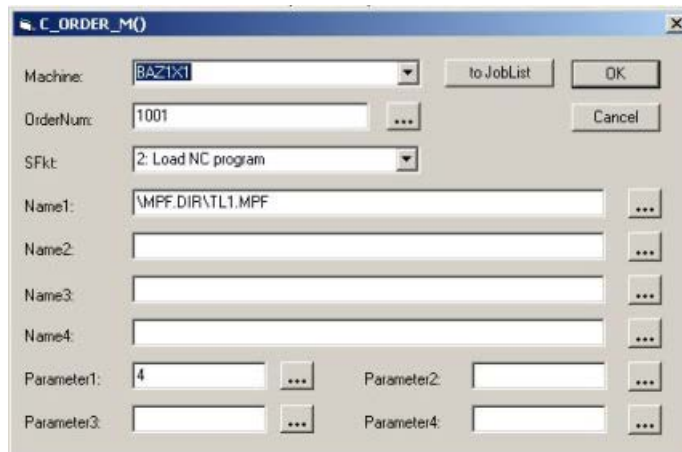 C_ORDER_M()
Machine: BAZ1X1 to JobList OK
OrderNum: 1001 ... Cancel
SFkt: 2: Load NC program
Name1: \MPF.DIR\TL1.MPF ...
Name2: ...
Name3: ...
Name4: ...
Parameter1: 4 ... Parameter2: ...
Parameter3: ... Parameter4: ...